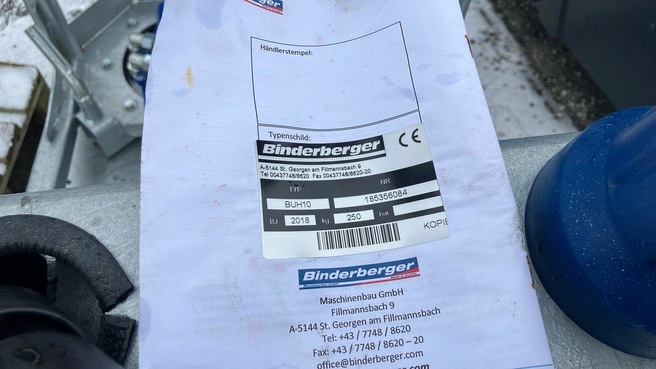 Binderberger
Händlerstempel:
Typenschild:
Binderberger
CE
A-5144 St. Georgen am Fillmannsbach 9
Tel 00437748/8620 Fax 00437748/8620-20
TYP NR
BUH10 185356084
BJ 2018 kg 250 bar
KOPIE
Binderberger
Maschinenbau GmbH
Fillmannsbach 9
A-5144 St. Georgen am Fillmannsbach
Tel: +43 / 7748 / 8620
Fax: +43 / 7748 / 8620 – 20
office@binderberger.com